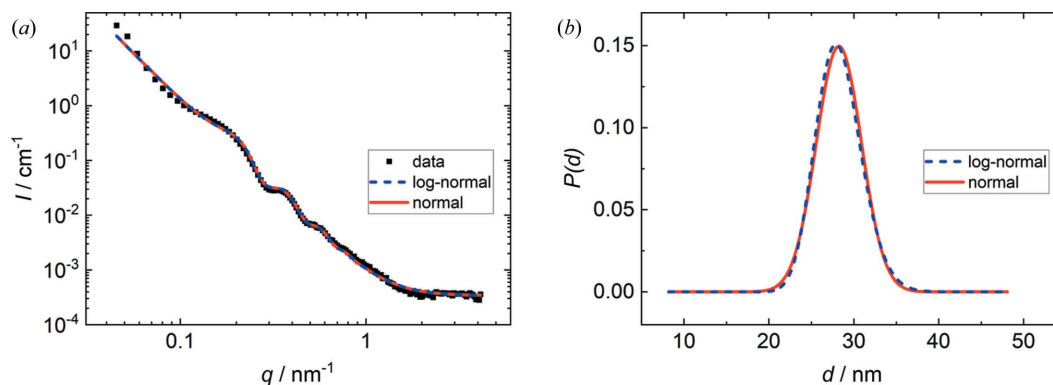 (a)
10¹
10⁰
10⁻¹
10⁻²
10⁻³
10⁻⁴
I / cm⁻¹
data
log-normal
normal
0.1
1
q / nm⁻¹
(b)
0.15
0.10
0.05
0.00
P(d)
log-normal
normal
10
20
30
40
50
d / nm